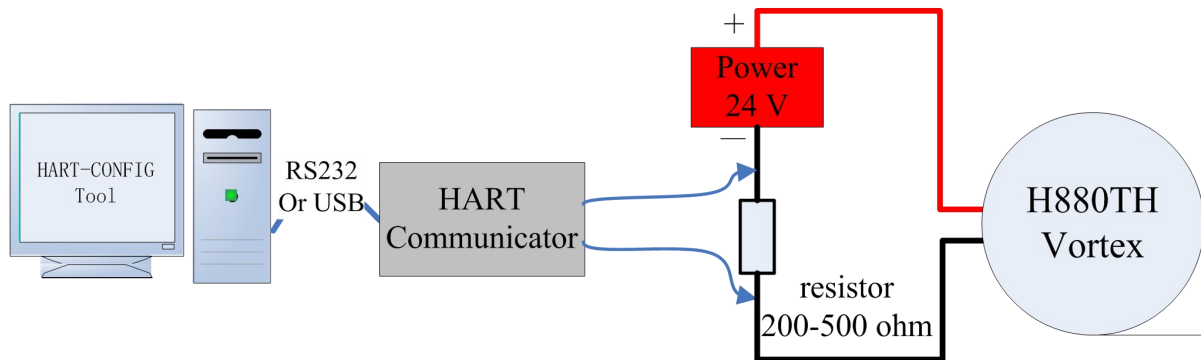 HART-CONFIG
Tool
RS232
Or USB
HART
Communicator
+
Power
24 V
—
resistor
200-500 ohm
H880TH
Vortex